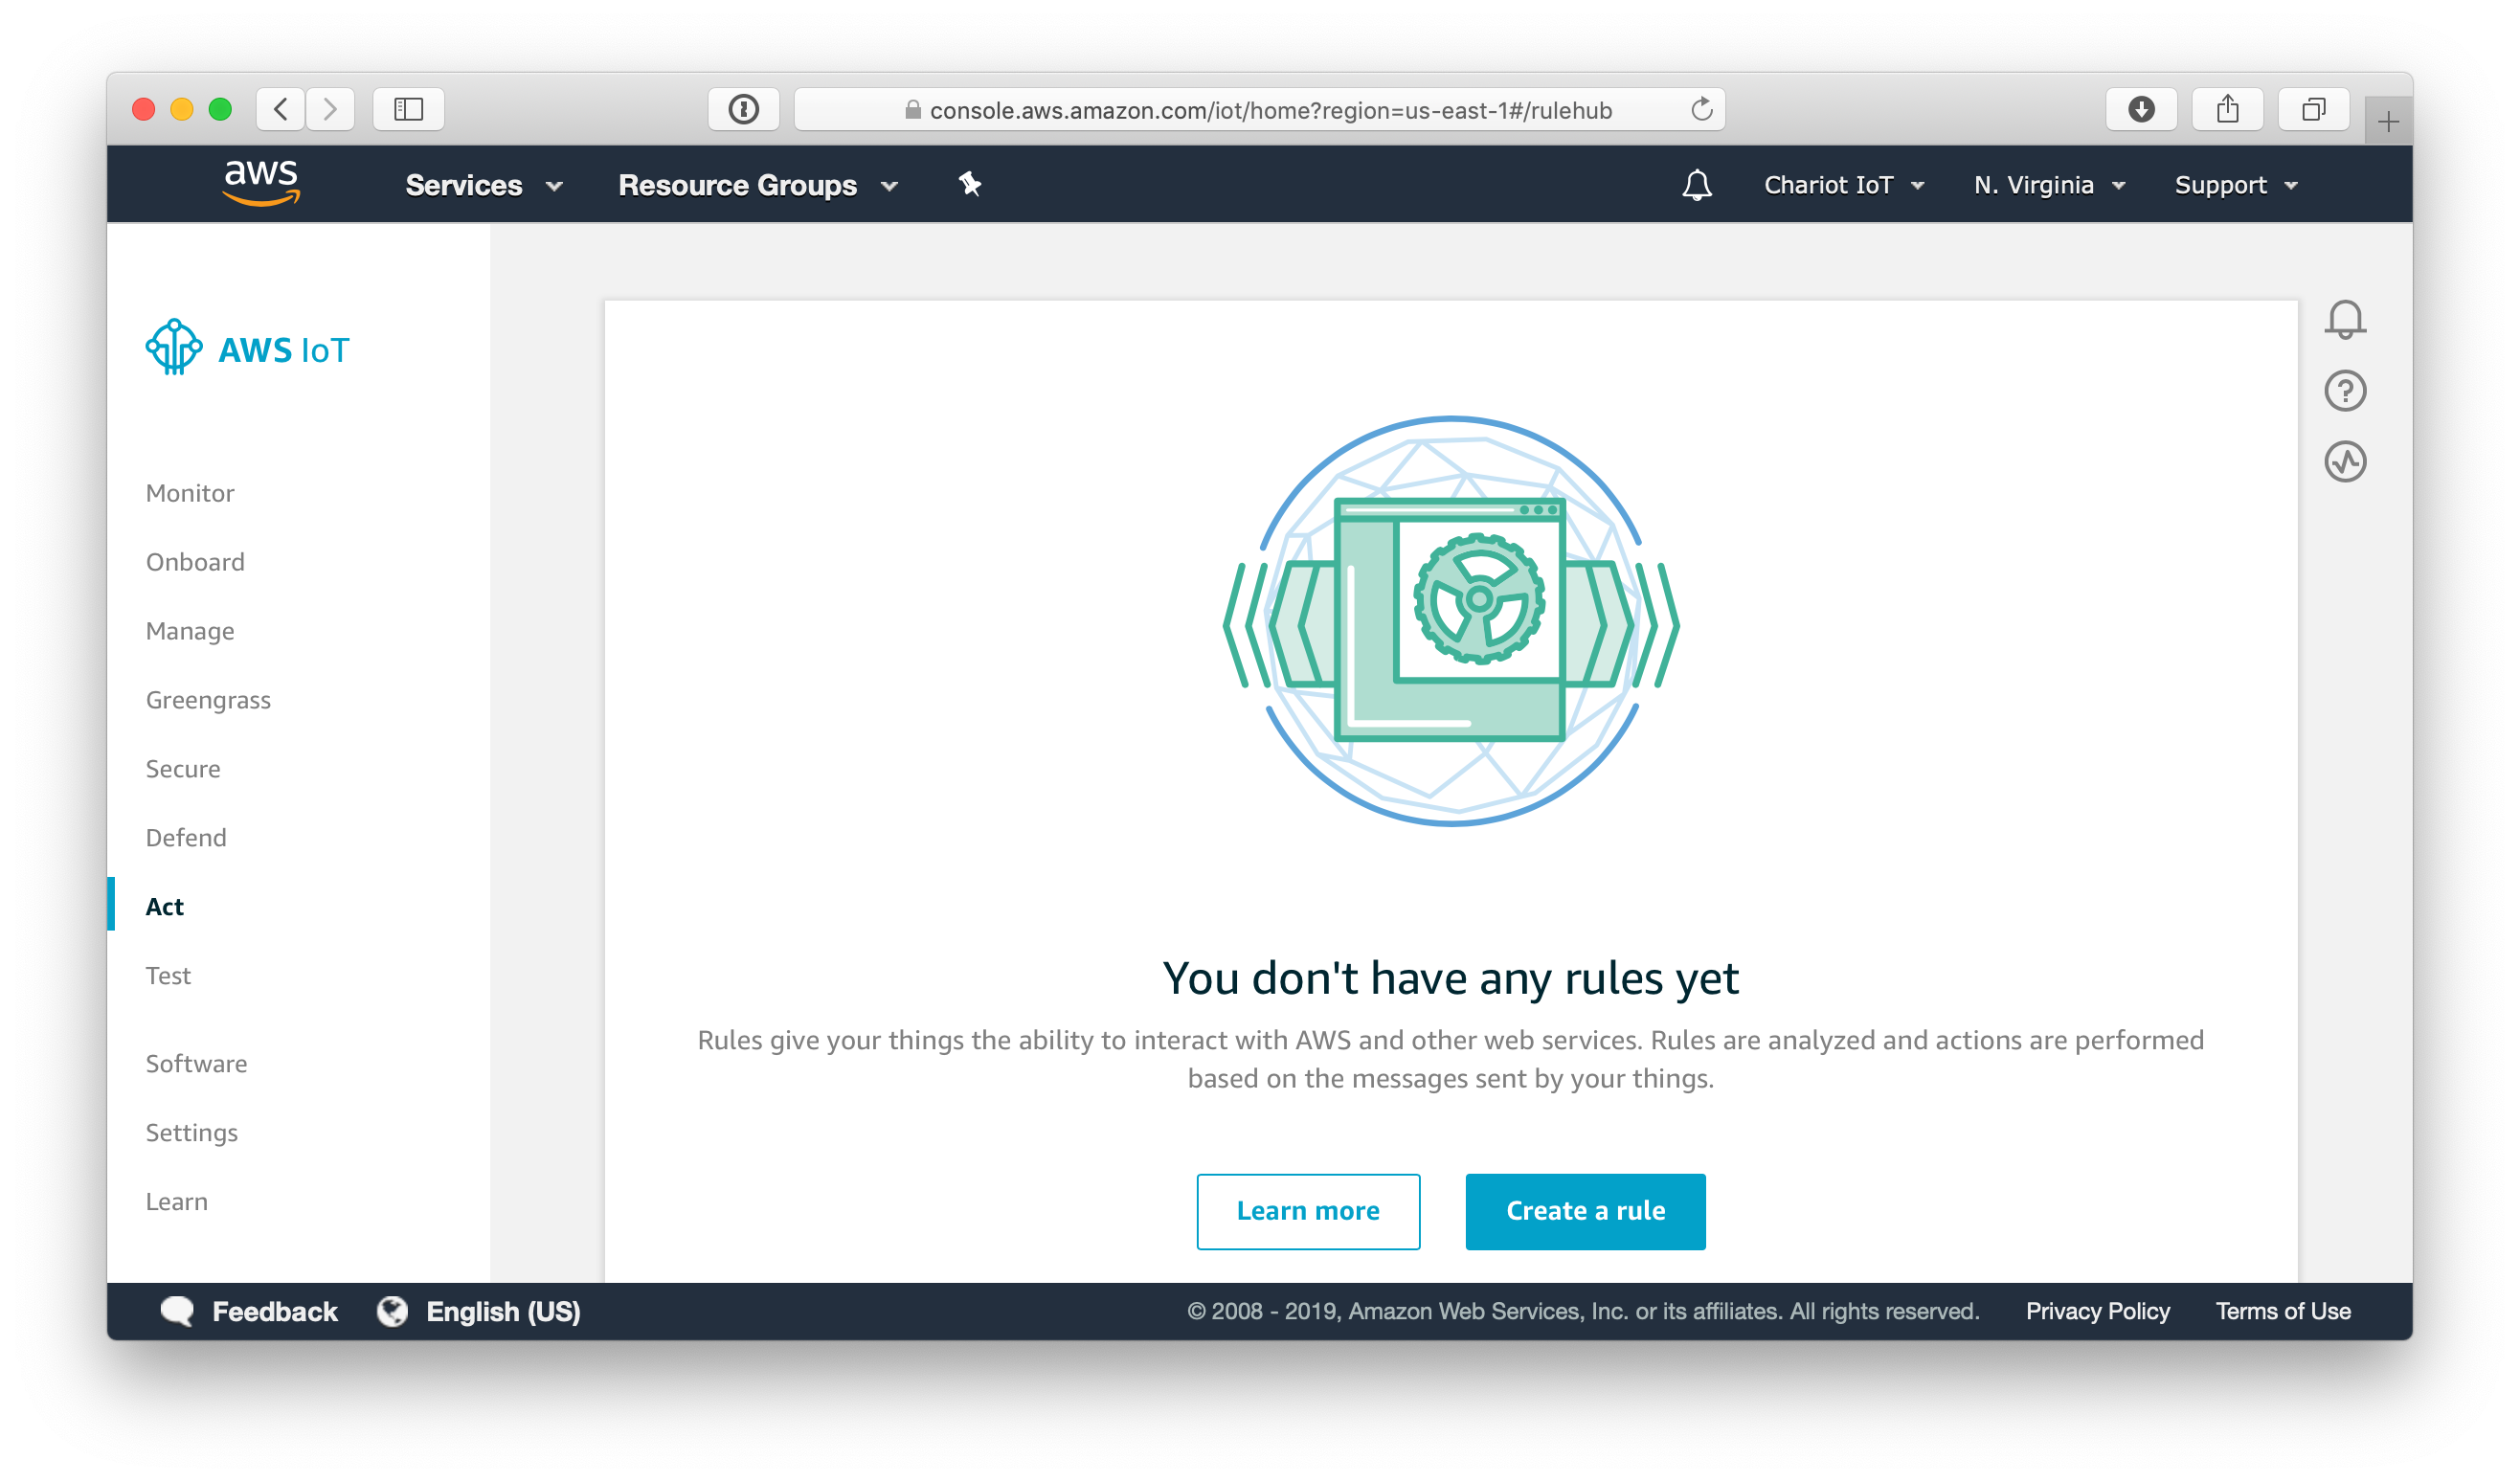 console.aws.amazon.com/iot/home?region=us-east-1#/rulehub
aws Services Resource Groups Chariot IoT N. Virginia Support
AWS IoT
Monitor
Onboard
Manage
Greengrass
Secure
Defend
Act
Test
Software
Settings
Learn
You don't have any rules yet
Rules give your things the ability to interact with AWS and other web services. Rules are analyzed and actions are performed
based on the messages sent by your things.
Learn more Create a rule
Feedback English (US) © 2008 - 2019, Amazon Web Services, Inc. or its affiliates. All rights reserved. Privacy Policy Terms of Use